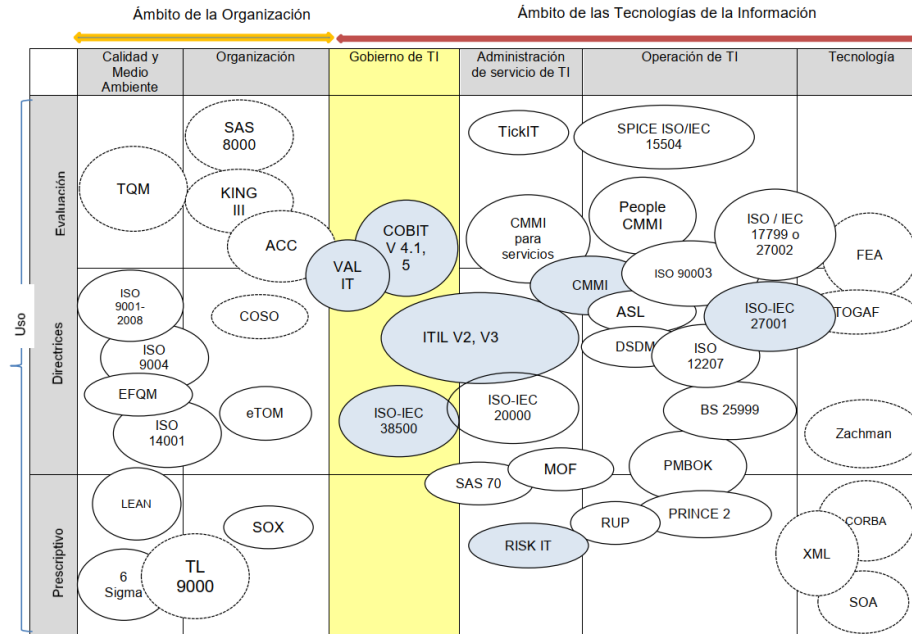 Ámbito de la Organización
Ámbito de las Tecnologías de la Información
Calidad y
Medio
Ambiente
Organización
Gobierno de TI
Administración
de servicio de TI
Operación de TI
Tecnología
Uso
Evaluación
SAS
8000
TickIT
SPICE ISO/IEC
15504
TQM
KING
III
ACC
VAL
IT
COBIT
V 4.1,
5
CMMI
para
servicios
People
CMMI
ISO / IEC
17799 o
27002
FEA
CMMI
ISO 90003
Directrices
ISO
9001-
2008
COSO
ISO
9004
EFQM
ISO
14001
eTOM
ITIL V2, V3
ISO-IEC
38500
ISO-IEC
20000
ASL
DSDM
ISO-IEC
27001
TOGAF
ISO
12207
BS 25999
Zachman
MOF
PMBOK
SAS 70
Prescriptivo
LEAN
SOX
6
Sigma
TL
9000
RISK IT
RUP
PRINCE 2
CORBA
XML
SOA